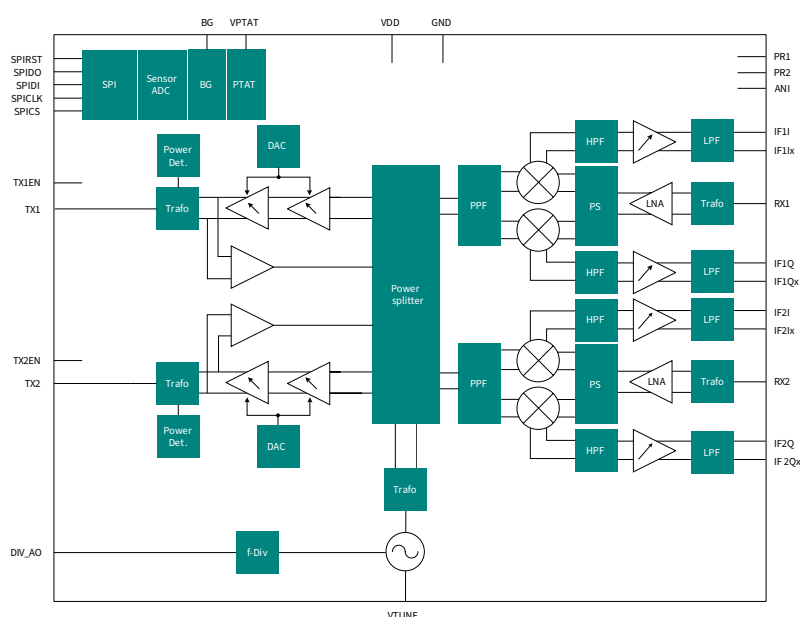 BG VPTAT VDD GND
SPIRST
SPIDO
SPIDI
SPICLK
SPICS
SPI
Sensor
ADC
BG
PTAT
PR1
PR2
ANI
Power
Det.
DAC
TX1EN
TX1
Trafo
Power
splitter
PPF
HPF
LPF
IF1I
IF1Ix
PS
LNA
Trafo
RX1
HPF
LPF
IF1Q
IF1Qx
HPF
LPF
IF2I
IF2Ix
TX2EN
TX2
Trafo
PPF
PS
LNA
Trafo
RX2
Power
Det.
DAC
HPF
LPF
IF2Q
IF 2Qx
Trafo
DIV_AO
f-Div
VTUNE